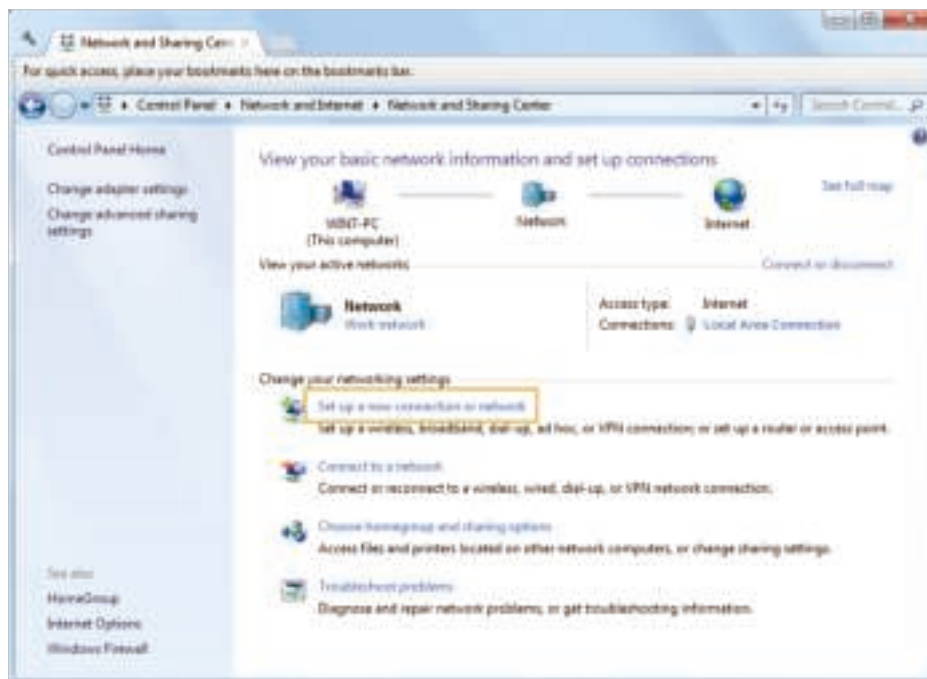 Network and Sharing Cen
For quick access, place your bookmarks here on the bookmarks bar.
Control Panel Network and Internet Network and Sharing Center
Search Control...
Control Panel Home
Change adapter settings
Change advanced sharing
settings
View your basic network information and set up connections
See full map
WIN7-PC
(This computer)
Network
Internet
View your active networks
Connect or disconnect
Network
Work network
Access type: Internet
Connections: Local Area Connection
Change your networking settings
Set up a new connection or network
Set up a wireless, broadband, dial-up, ad hoc, or VPN connection; or set up a router or access point.
Connect to a network
Connect or reconnect to a wireless, wired, dial-up, or VPN network connection.
Choose homegroup and sharing options
Access files and printers located on other network computers, or change sharing settings.
Troubleshoot problems
Diagnose and repair network problems, or get troubleshooting information.
See also
HomeGroup
Internet Options
Windows Firewall